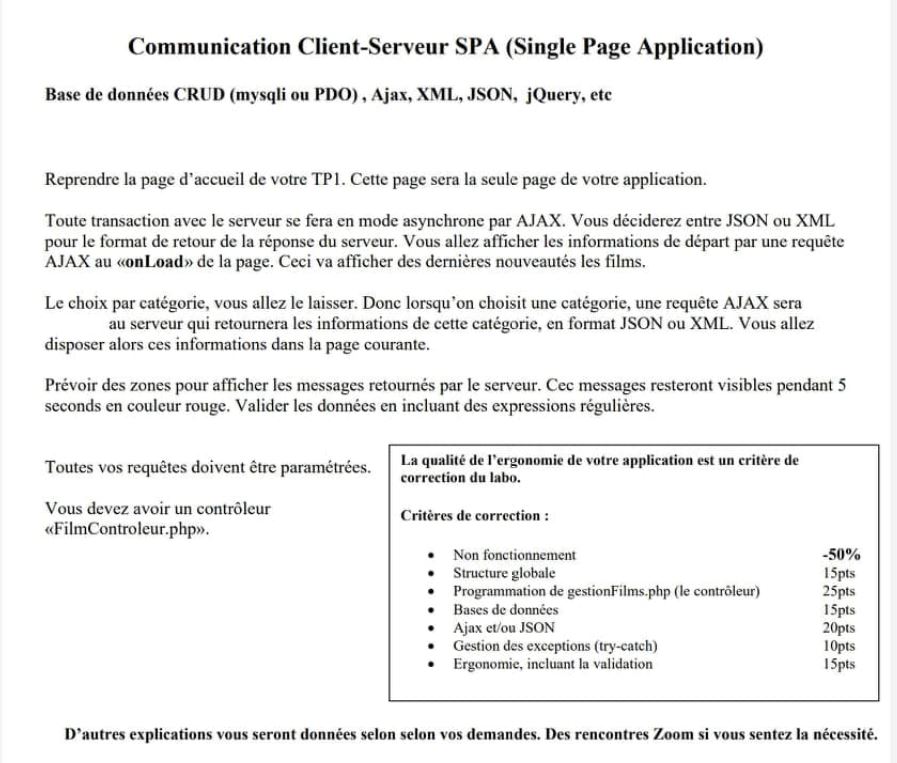 Communication Client-Serveur SPA (Single Page Application)
Base de données CRUD (mysqli ou PDO) , Ajax, XML, JSON, jQuery, etc
Reprendre la page d'accueil de votre TP1. Cette page sera la seule page de votre application.
Toute transaction avec le serveur se fera en mode asynchrone par AJAX. Vous déciderez entre JSON ou XML
pour le format de retour de la réponse du serveur. Vous allez afficher les informations de départ par une requête
AJAX au «onLoad» de la page. Ceci va afficher des dernières nouveautés les films.
Le choix par catégorie, vous allez le laisser. Donc lorsqu'on choisit une catégorie, une requête AJAX sera
au serveur qui retournera les informations de cette catégorie, en format JSON ou XML. Vous allez
disposer alors ces informations dans la page courante.
Prévoir des zones pour afficher les messages retournés par le serveur. Cec messages resteront visibles pendant 5
seconds en couleur rouge. Valider les données en incluant des expressions régulières.
Toutes vos requêtes doivent être paramétrées.
Vous devez avoir un contrôleur
«FilmControleur.php».
La qualité de l'ergonomie de votre application est un critère de
correction du labo.
Critères de correction :
• Non fonctionnement -50%
• Structure globale 15pts
• Programmation de gestionFilms.php (le contrôleur) 25pts
• Bases de données 15pts
• Ajax et/ou JSON 20pts
• Gestion des exceptions (try-catch) 10pts
• Ergonomie, incluant la validation 15pts
D'autres explications vous seront données selon selon vos demandes. Des rencontres Zoom si vous sentez la nécessité.